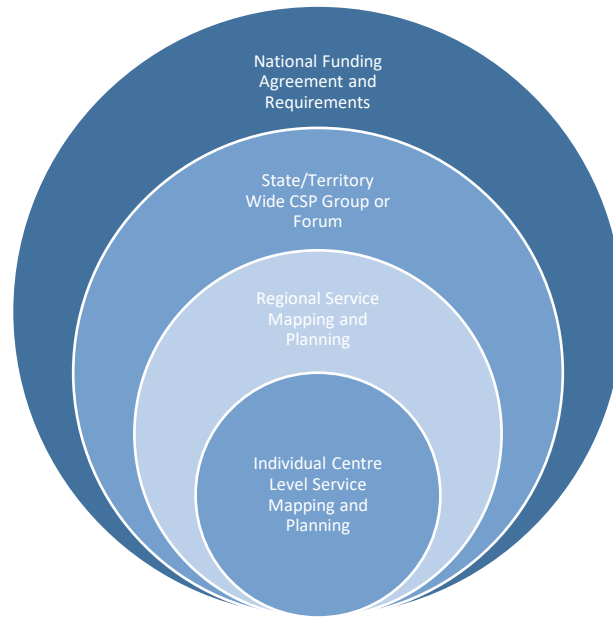 National Funding
Agreement and
Requirements
State/Territory
Wide CSP Group or
Forum
Regional Service
Mapping and
Planning
Individual Centre
Level Service
Mapping and
Planning